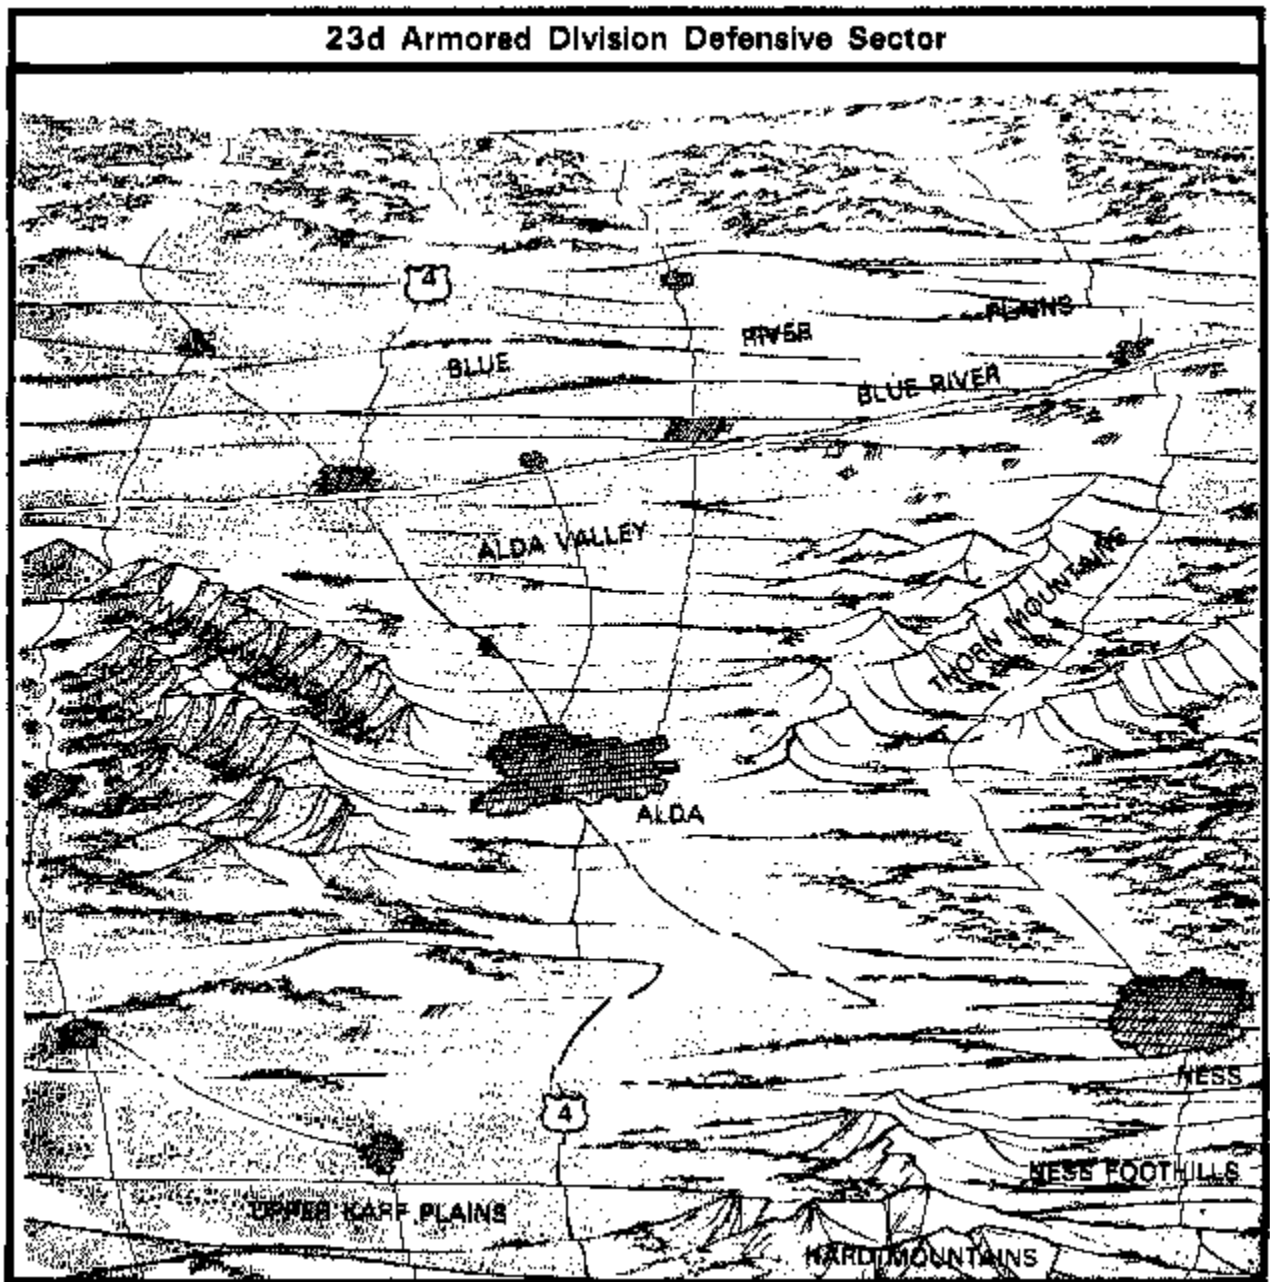 23d Armored Division Defensive Sector
4
PLAINS
RIVER
BLUE
BLUE RIVER
ALDA VALLEY
THORN MOUNTAINS
ALDA
NESS
4
NESS FOOTHILLS
UPPER KARF PLAINS
HARDT MOUNTAINS